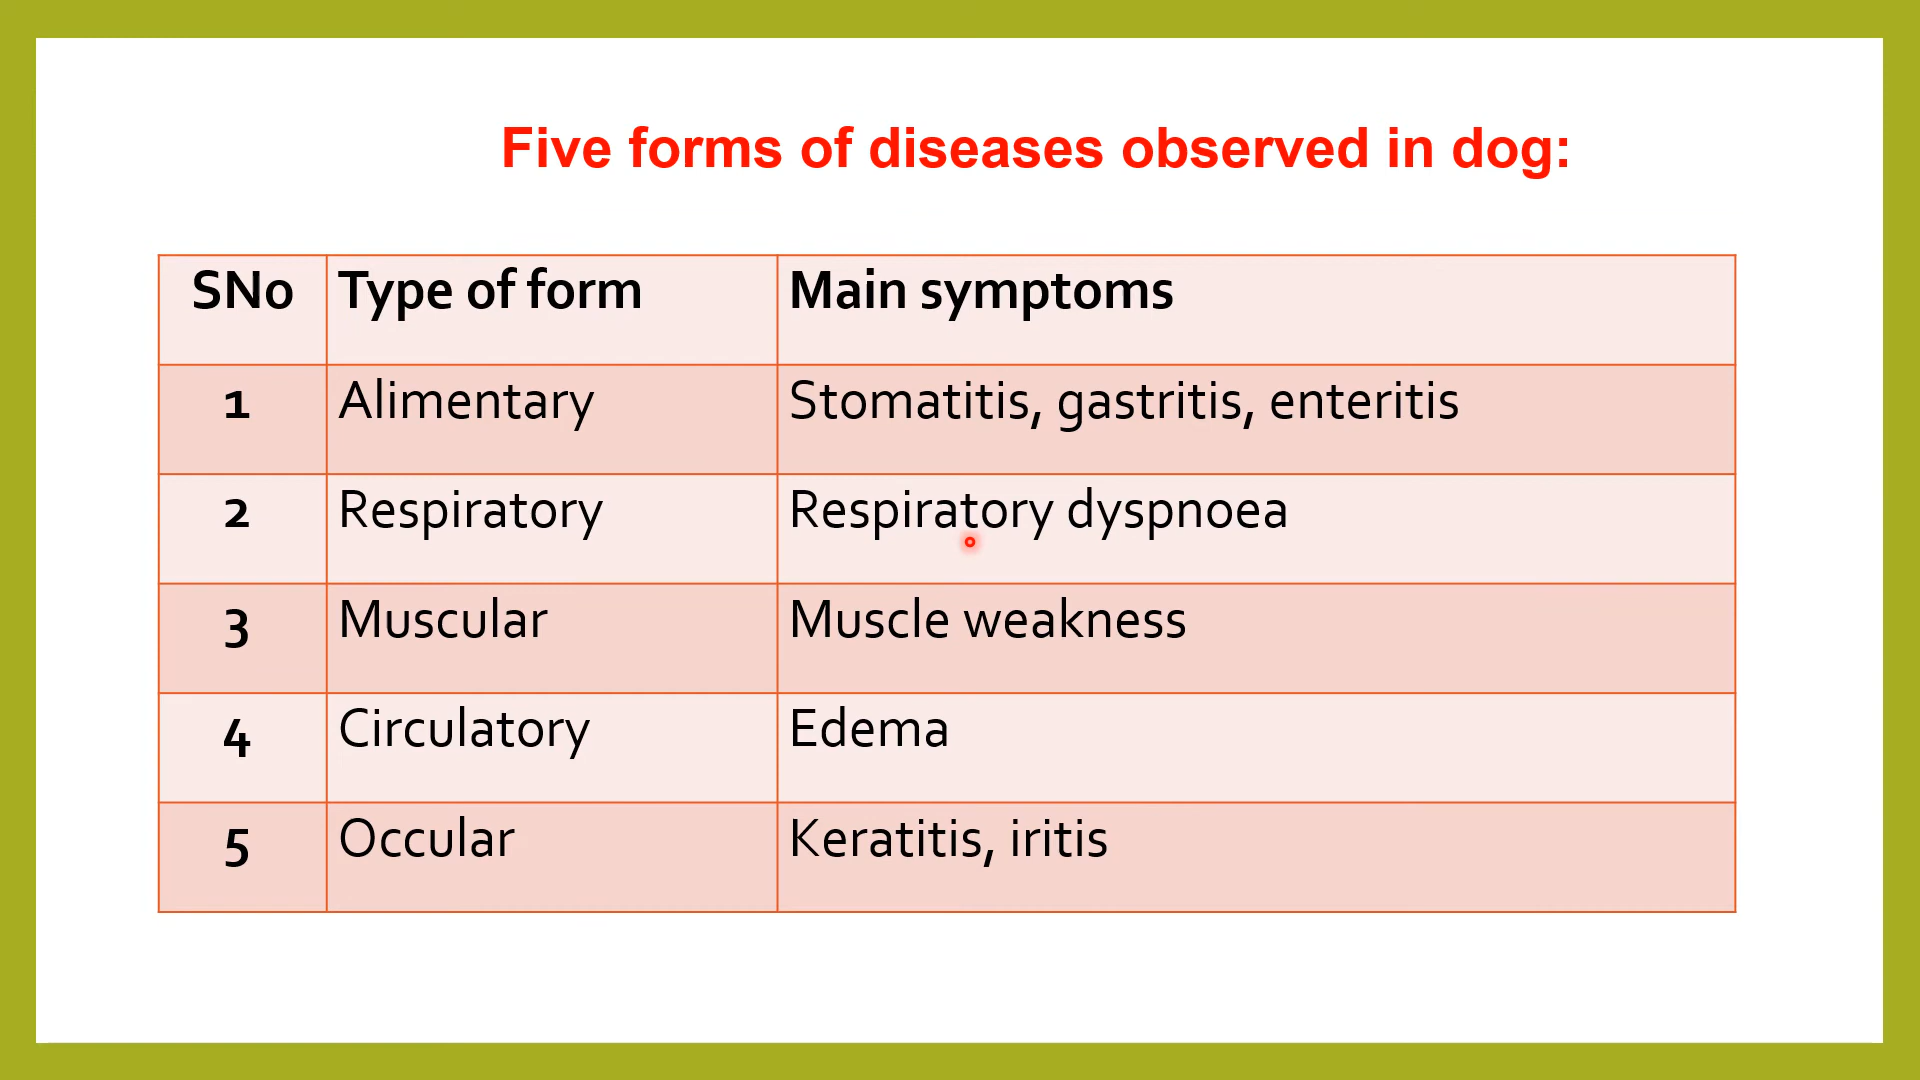 Five forms of diseases observed in dog:
SNo Type of form Main symptoms
1 Alimentary Stomatitis, gastritis, enteritis
2 Respiratory Respiratory dyspnoea
3 Muscular Muscle weakness
4 Circulatory Edema
5 Occular Keratitis, iritis